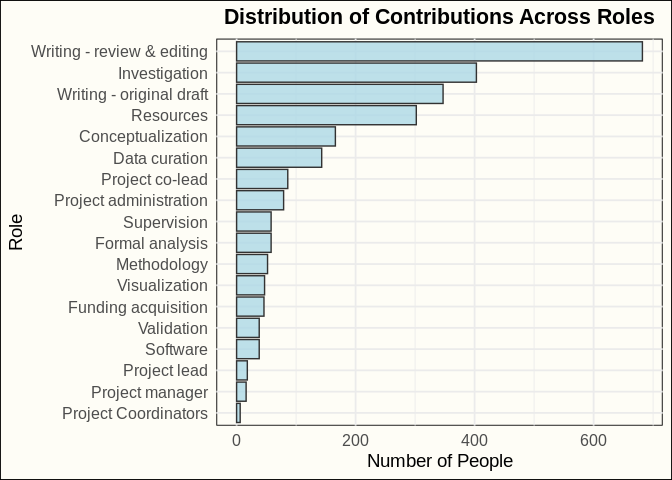 Distribution of Contributions Across Roles
Writing - review & editing
Investigation
Writing - original draft
Resources
Conceptualization
Data curation
Project co-lead
Project administration
Supervision
Formal analysis
Methodology
Visualization
Funding acquisition
Validation
Software
Project lead
Project manager
Project Coordinators
Role
0 200 400 600
Number of People